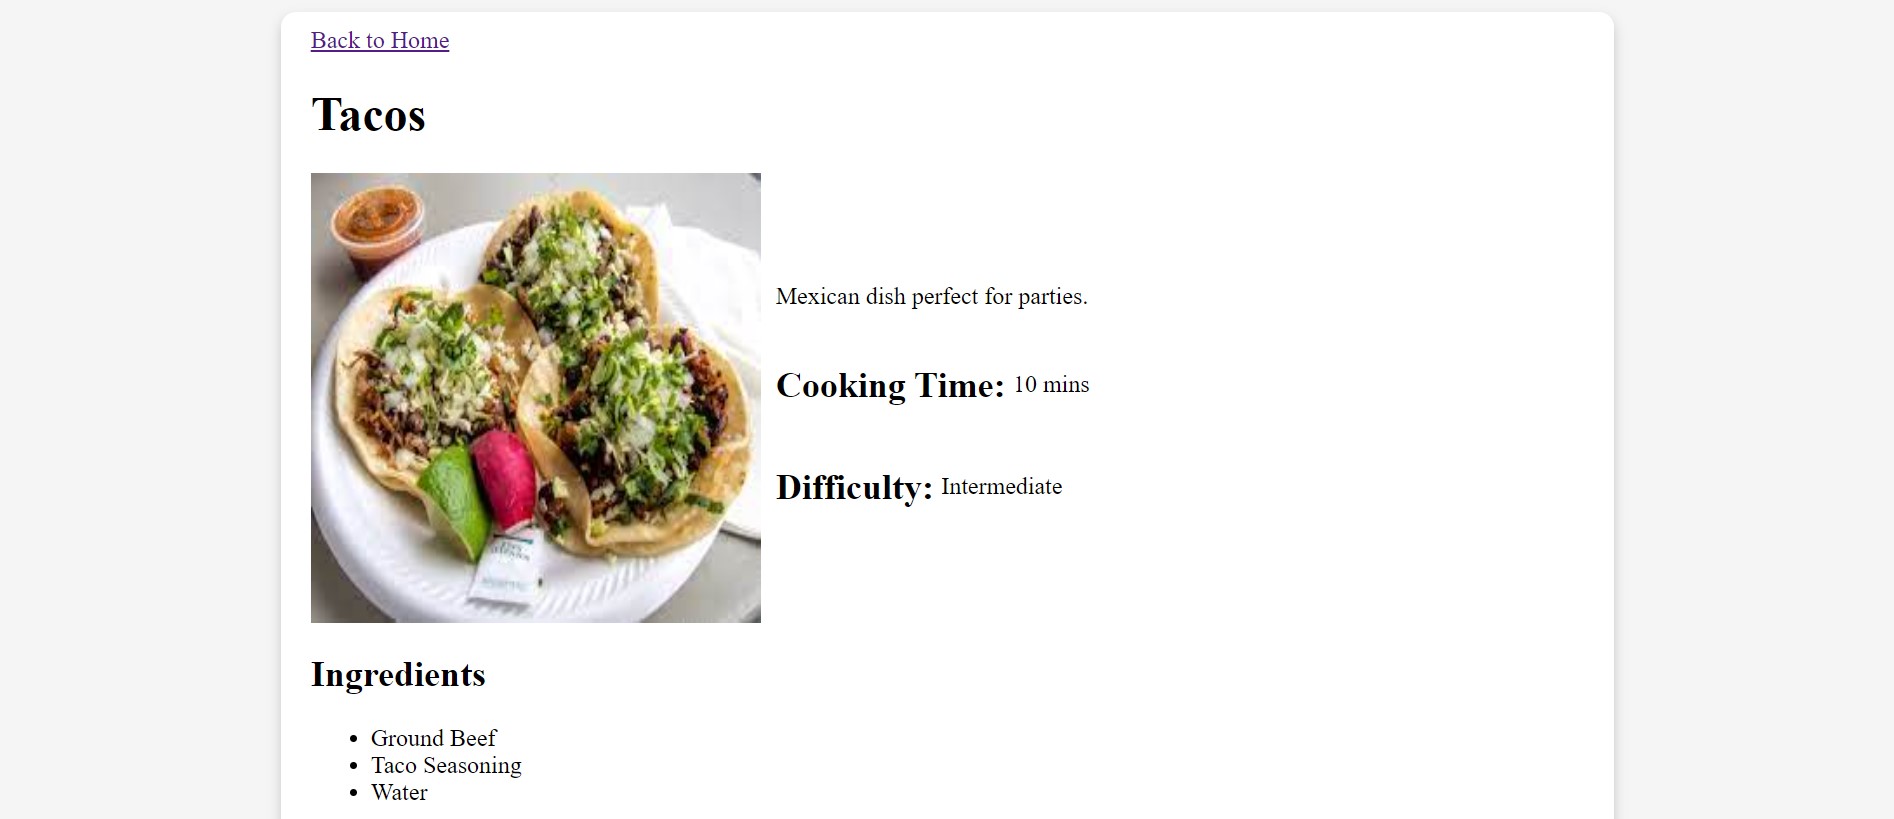 Back to Home
Tacos
Mexican dish perfect for parties.
Cooking Time: 10 mins
Difficulty: Intermediate
Ingredients
Ground Beef
Taco Seasoning
Water